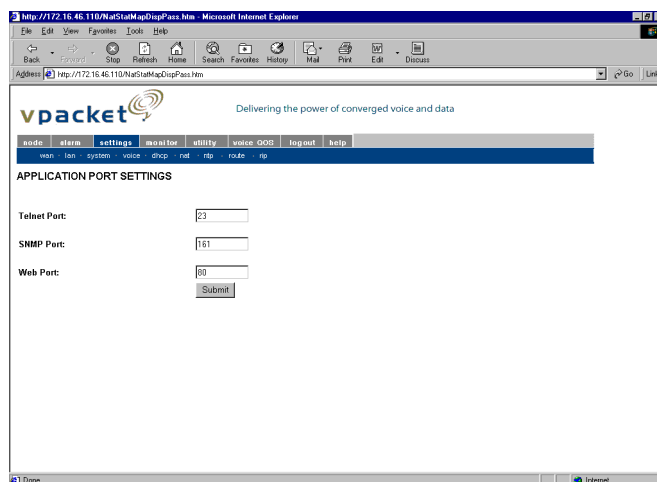 http://172.16.46.110/NatStatMapDispPass.htm - Microsoft Internet Explorer
File Edit View Favorites Tools Help
Back Forward Stop Refresh Home Search Favorites History Mail Print Edit Discuss
Address http://172.16.46.110/NatStatMapDispPass.htm Go Link
vpacket Delivering the power of converged voice and data
node alarm settings monitor utility voice QOS logout help
wan · lan · system · voice · dhcp · nat · ntp · route · rip
APPLICATION PORT SETTINGS
Telnet Port: 23
SNMP Port: 161
Web Port: 80
Submit
Done Internet